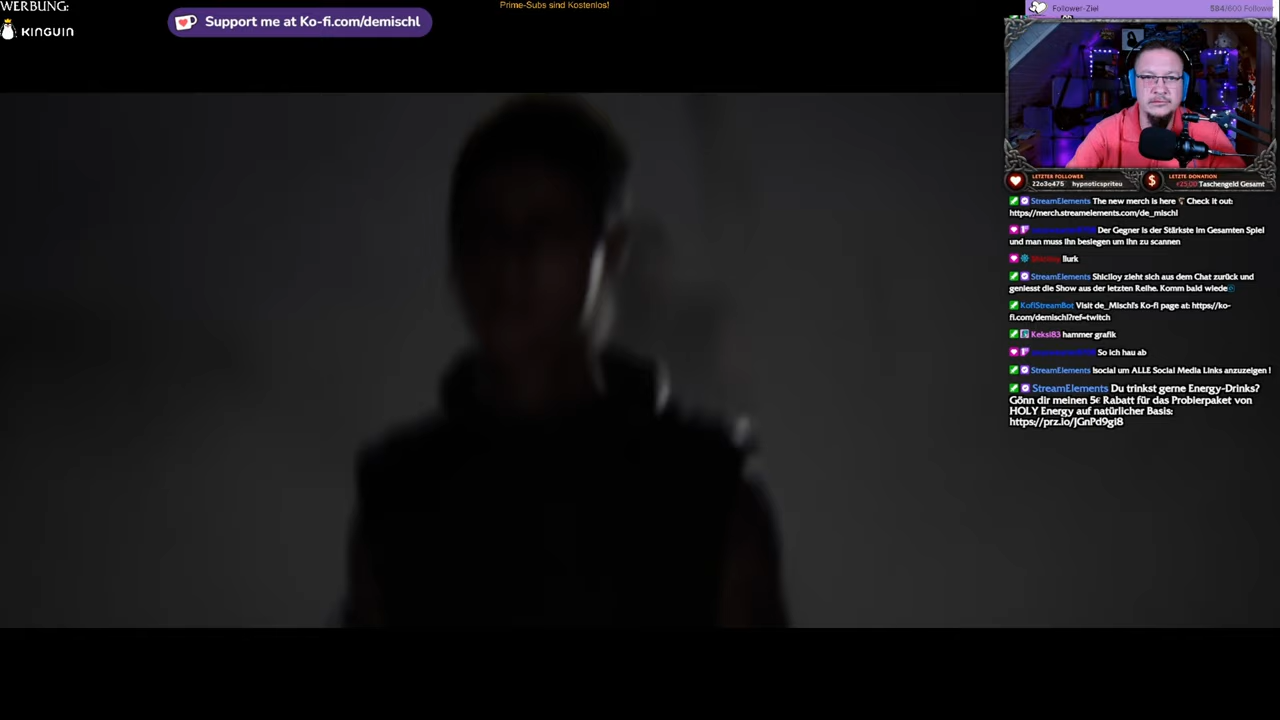 WERBUNG:
KINGUIN
Support me at Ko-fi.com/demischl
Prime-Subs sind Kostenlos!
Follower-Ziel
584/600 Follower
LETZTER FOLLOWER
22o3o475 hypnoticspriteu
LETZTE DONATION
Taschengeld Gesamt
StreamElements The new merch is here Check it out:
https://merch.streamelements.com/de_mischl
Der Gegner is der Stärkste im Gesamten Spiel
und man muss ihn besiegen um ihn zu scannen
!lurk
StreamElements Shiciloy zieht sich aus dem Chat zurück und
geniesst die Show aus der letzten Reihe. Komm bald wiede
KofiStreamBot Visit de_Mischl's Ko-fi page at: https://ko-
fi.com/demischl?ref=twitch
Keksi83 hammer grafik
So ich hau ab
StreamElements !social um ALLE Social Media Links anzuzeigen !
StreamElements Du trinkst gerne Energy-Drinks?
Gönn dir meinen 5€ Rabatt für das Probierpaket von
HOLY Energy auf natürlicher Basis:
https://prz.io/JGnPd9gi8